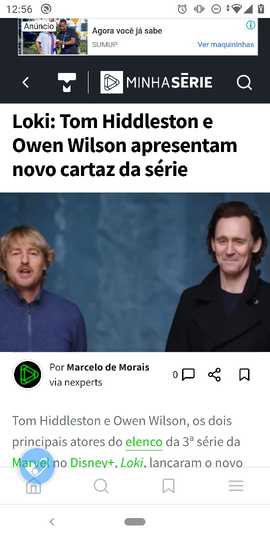 12:56
Anúncio
Agora você já sabe
SUMUP
Ver maquininhas
MINHASÉRIE
Loki: Tom Hiddleston e
Owen Wilson apresentam
novo cartaz da série
Por Marcelo de Morais
via nexperts
0
Tom Hiddleston e Owen Wilson, os dois
principais atores do elenco da 3ª série da
Marvel no Disney+, Loki, lançaram o novo